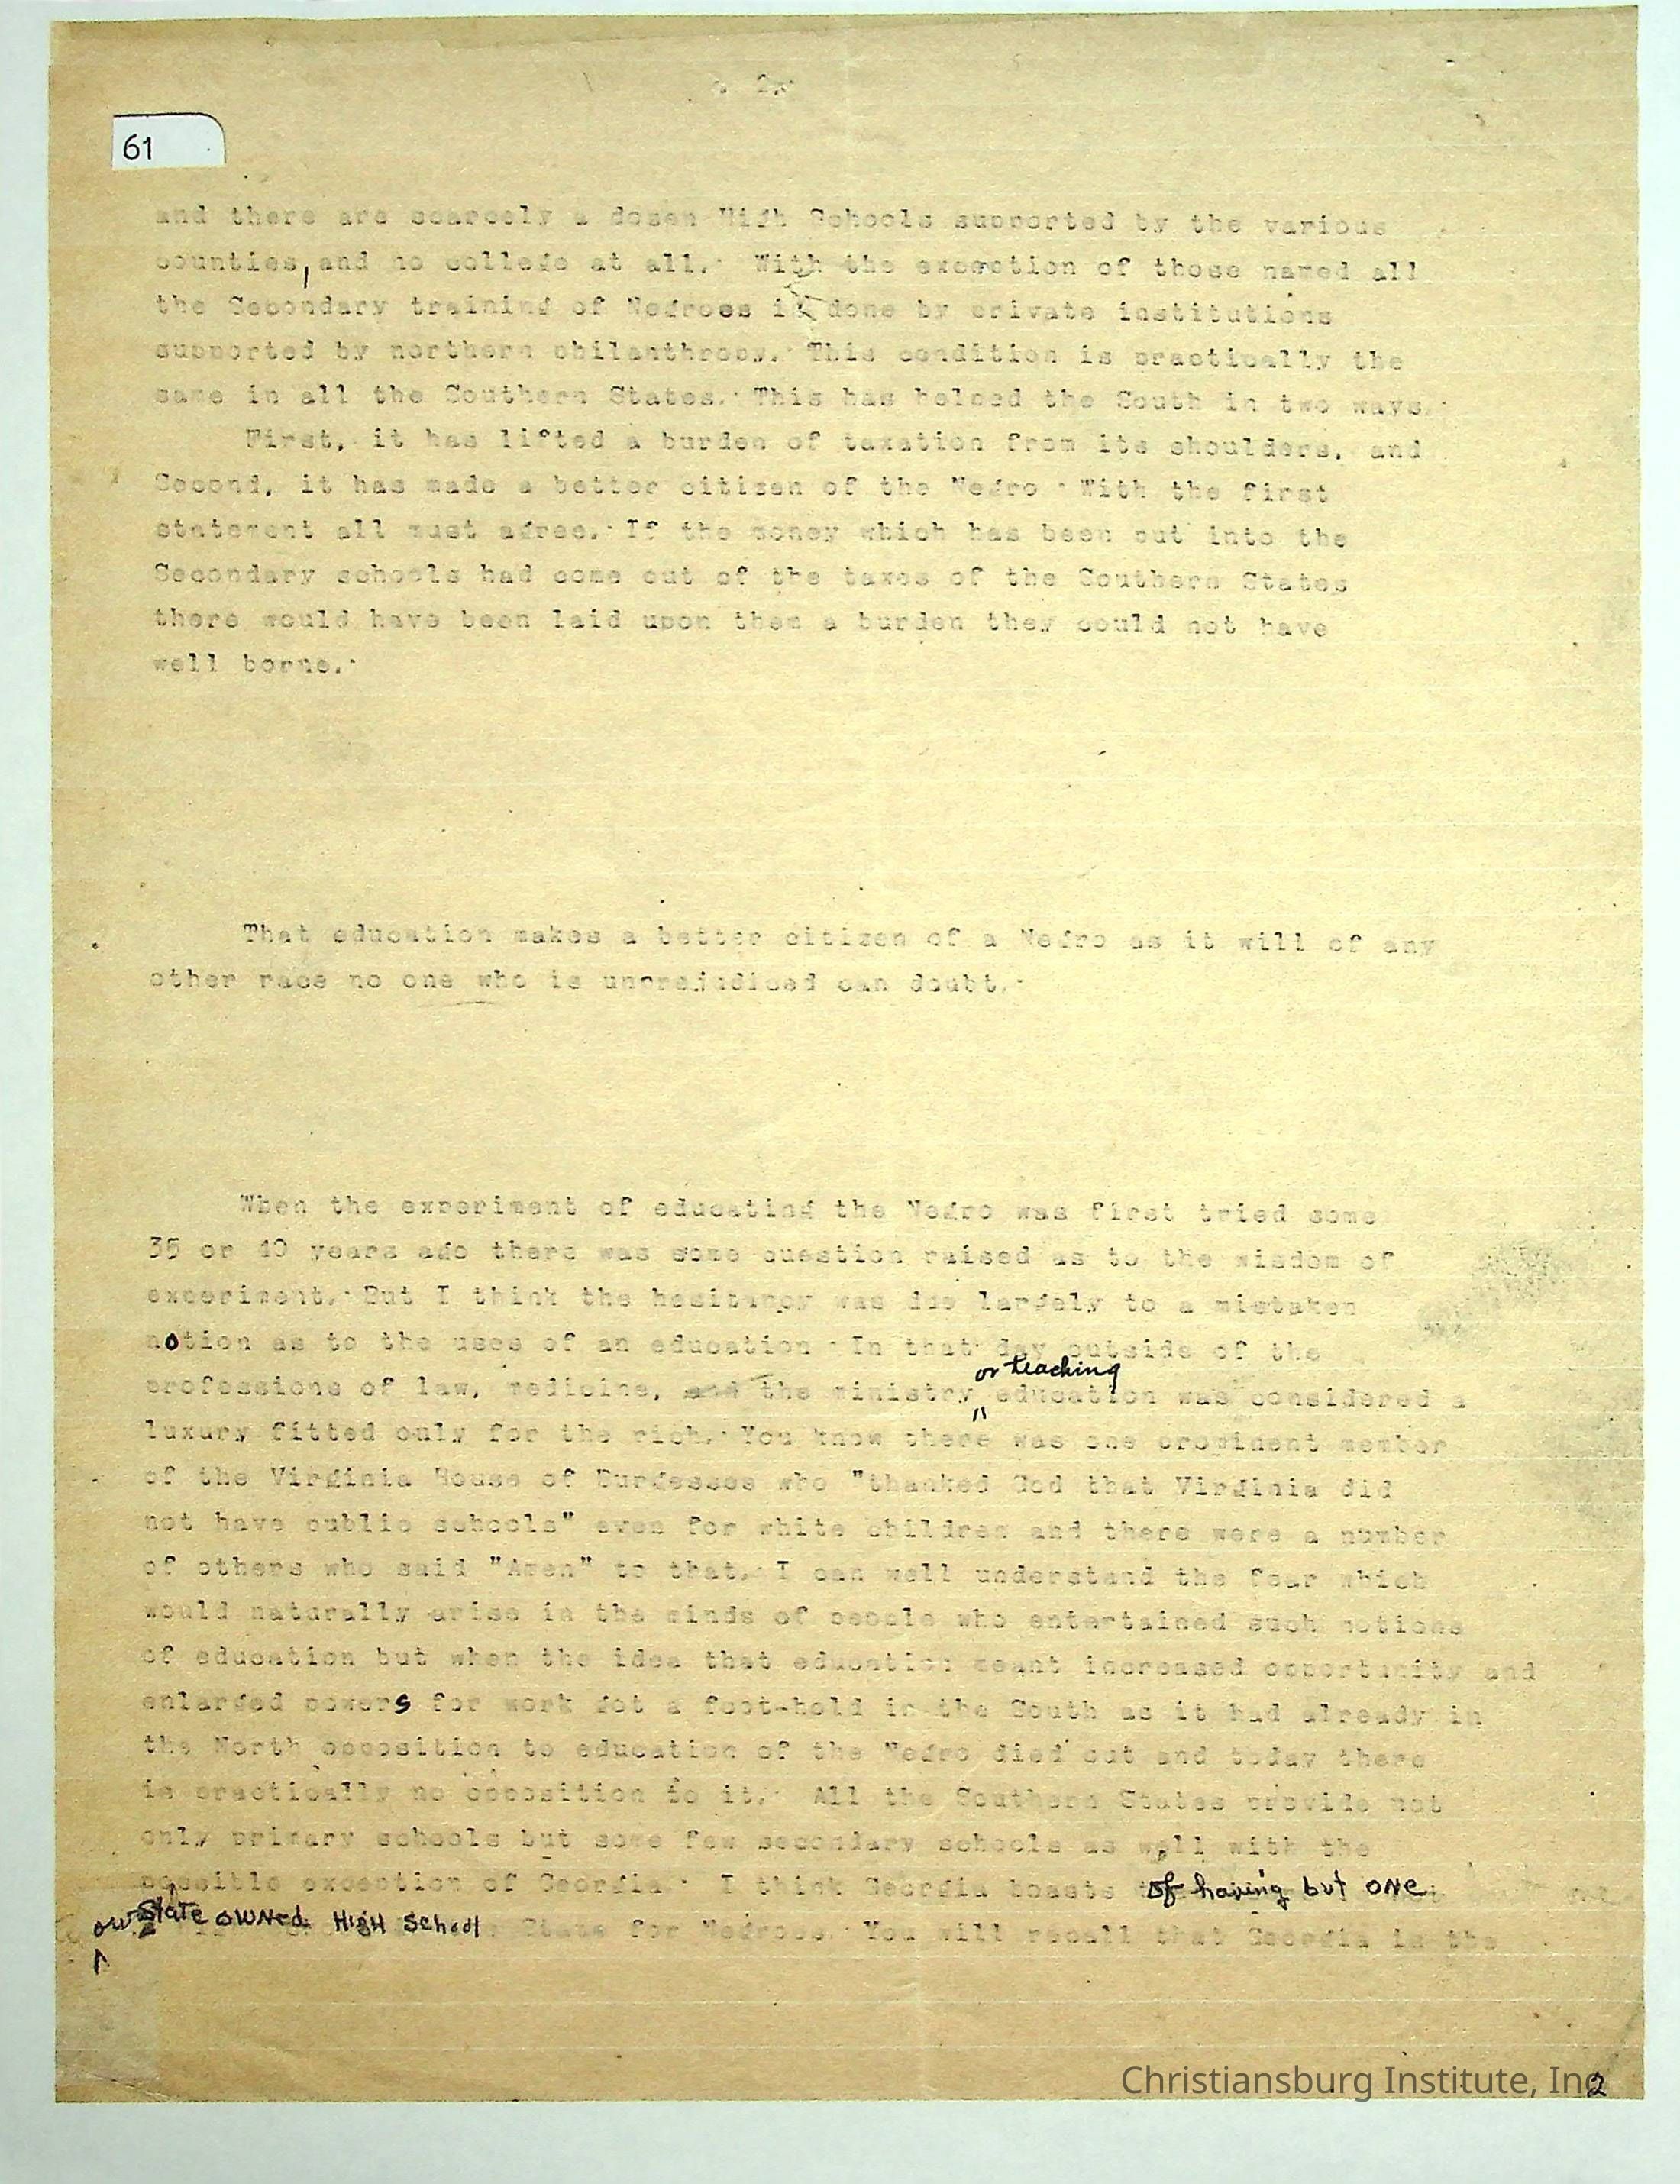 2.
61
and there are scarcely a dozen High Schools supported by the various
counties, and no college at all. With the exception of those named all
the Secondary training of Negroes is done by private institutions
supported by northern philanthropy. This condition is practically the
same in all the Southern States. This has helped the South in two ways.
First, it has lifted a burden of taxation from its shoulders, and
Second, it has made a better citizen of the Negro. With the first
statement all must agree. If the money which has been put into the
Secondary schools had come out of the taxes of the Southern States
there would have been laid upon them a burden they could not have
well borne.
That education makes a better citizen of a Negro as it will of any
other race no one who is unprejudiced can doubt.
When the experiment of educating the Negro was first tried some
35 or 40 years ago there was some question raised as to the wisdom of
experiment. But I think the hesitancy was due largely to a mistaken
notion as to the uses of an education. In that day outside of the
or teaching
professions of law, medicine, and the ministry education was considered a
luxury fitted only for the rich. You know there was one prominent member
of the Virginia House of Burgesses who "thanked God that Virginia did
not have public schools" even for white children and there were a number
of others who said "Amen" to that. I can well understand the fear which
would naturally arise in the minds of people who entertained such notions
of education but when the idea that education meant increased opportunity and
enlarged powers for work got a foot-hold in the South as it had already in
the North opposition to education of the Negro died out and today there
is practically no opposition to it. All the Southern States provide not
only primary schools but some few secondary schools as well with the
possible exception of Georgia. I think Georgia boasts of having but one
State owned High School State for Negroes. You will recall that Georgia is the
Christiansburg Institute, Inc
2